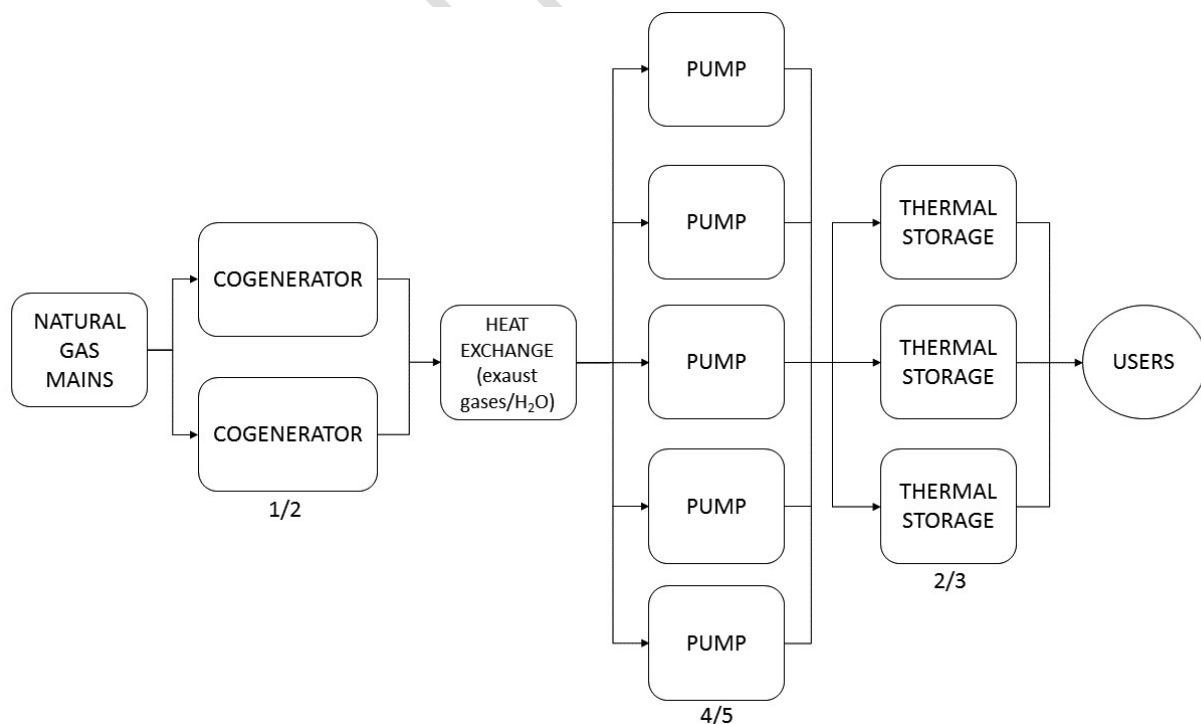 NATURAL
GAS
MAINS
COGENERATOR
COGENERATOR
1/2
HEAT
EXCHANGE
(exaust
gases/H₂O)
PUMP
PUMP
PUMP
PUMP
PUMP
4/5
THERMAL
STORAGE
THERMAL
STORAGE
THERMAL
STORAGE
2/3
USERS